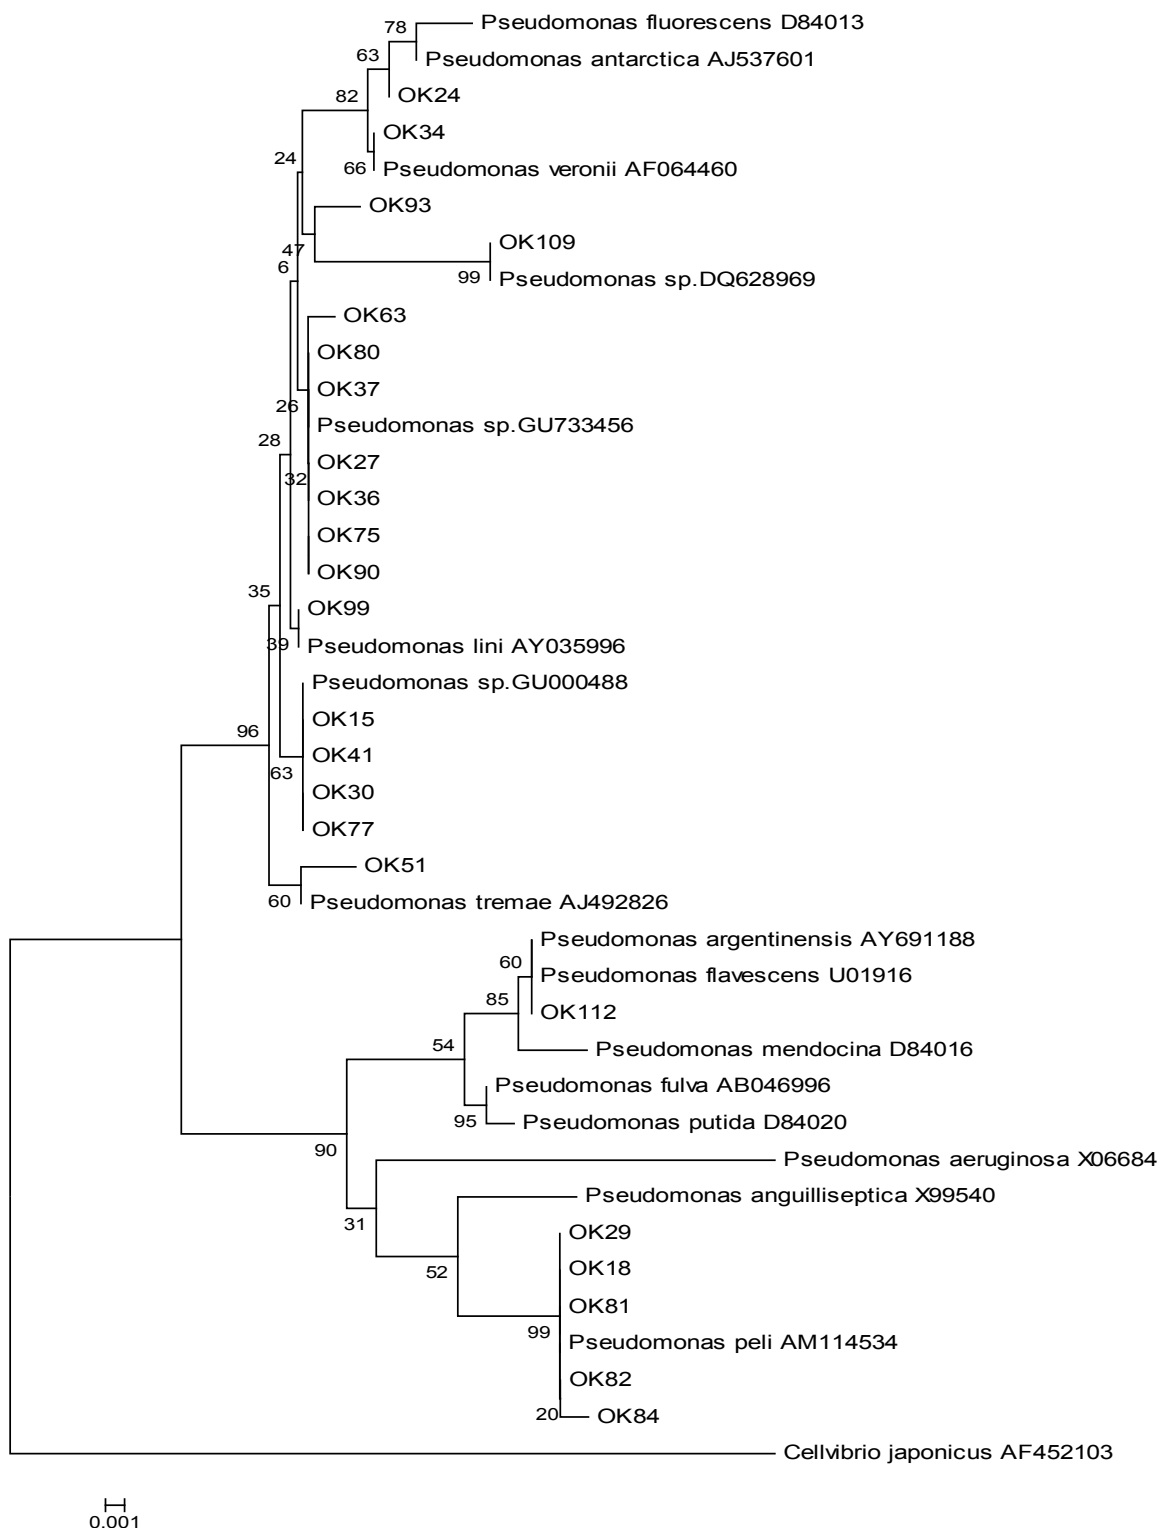 78
Pseudomonas fluorescens D84013
63
Pseudomonas antarctica AJ537601
82
OK24
OK34
24
66
Pseudomonas veronii AF064460
OK93
47
OK109
6
99
Pseudomonas sp.DQ628969
OK63
OK80
OK37
26
Pseudomonas sp.GU733456
28
OK27
32
OK36
OK75
OK90
35
OK99
39
Pseudomonas lini AY035996
Pseudomonas sp.GU000488
OK15
96
OK41
63
OK30
OK77
OK51
60
Pseudomonas tremae AJ492826
Pseudomonas argentinensis AY691188
60
Pseudomonas flavescens U01916
85
OK112
54
Pseudomonas mendocina D84016
Pseudomonas fulva AB046996
95
Pseudomonas putida D84020
90
Pseudomonas aeruginosa X06684
Pseudomonas anguilliseptica X99540
31
OK29
52
OK18
OK81
99
Pseudomonas peli AM114534
OK82
20
OK84
Cellvibrio japonicus AF452103
0.001